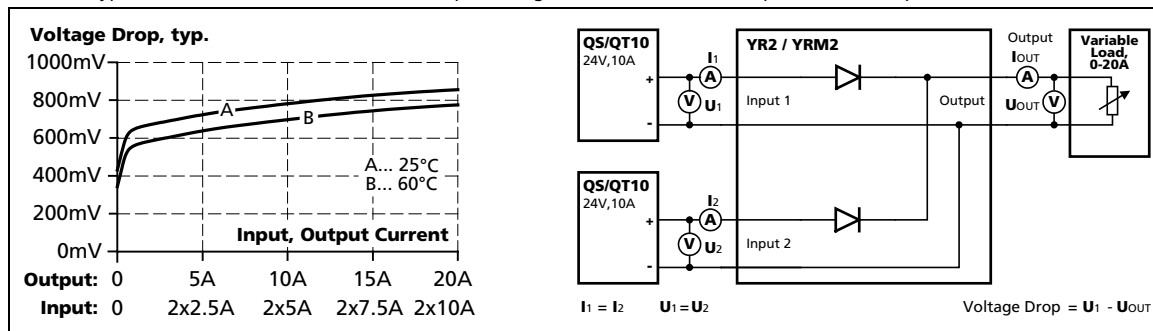 Voltage Drop, typ.
1000mV
800mV
600mV
400mV
200mV
0mV
A
B
A... 25°C
B... 60°C
Input, Output Current
Output: 0 5A 10A 15A 20A
Input: 0 2x2.5A 2x5A 2x7.5A 2x10A
QS/QT10
24V,10A
+
-
I1
A
V U1
YR2 / YRM2
Input 1
Output
Output
IOUT
A
UOUT V
Variable
Load,
0-20A
QS/QT10
24V,10A
+
-
I2
A
V U2
Input 2
I1 = I2 U1=U2 Voltage Drop = U1 - UOUT